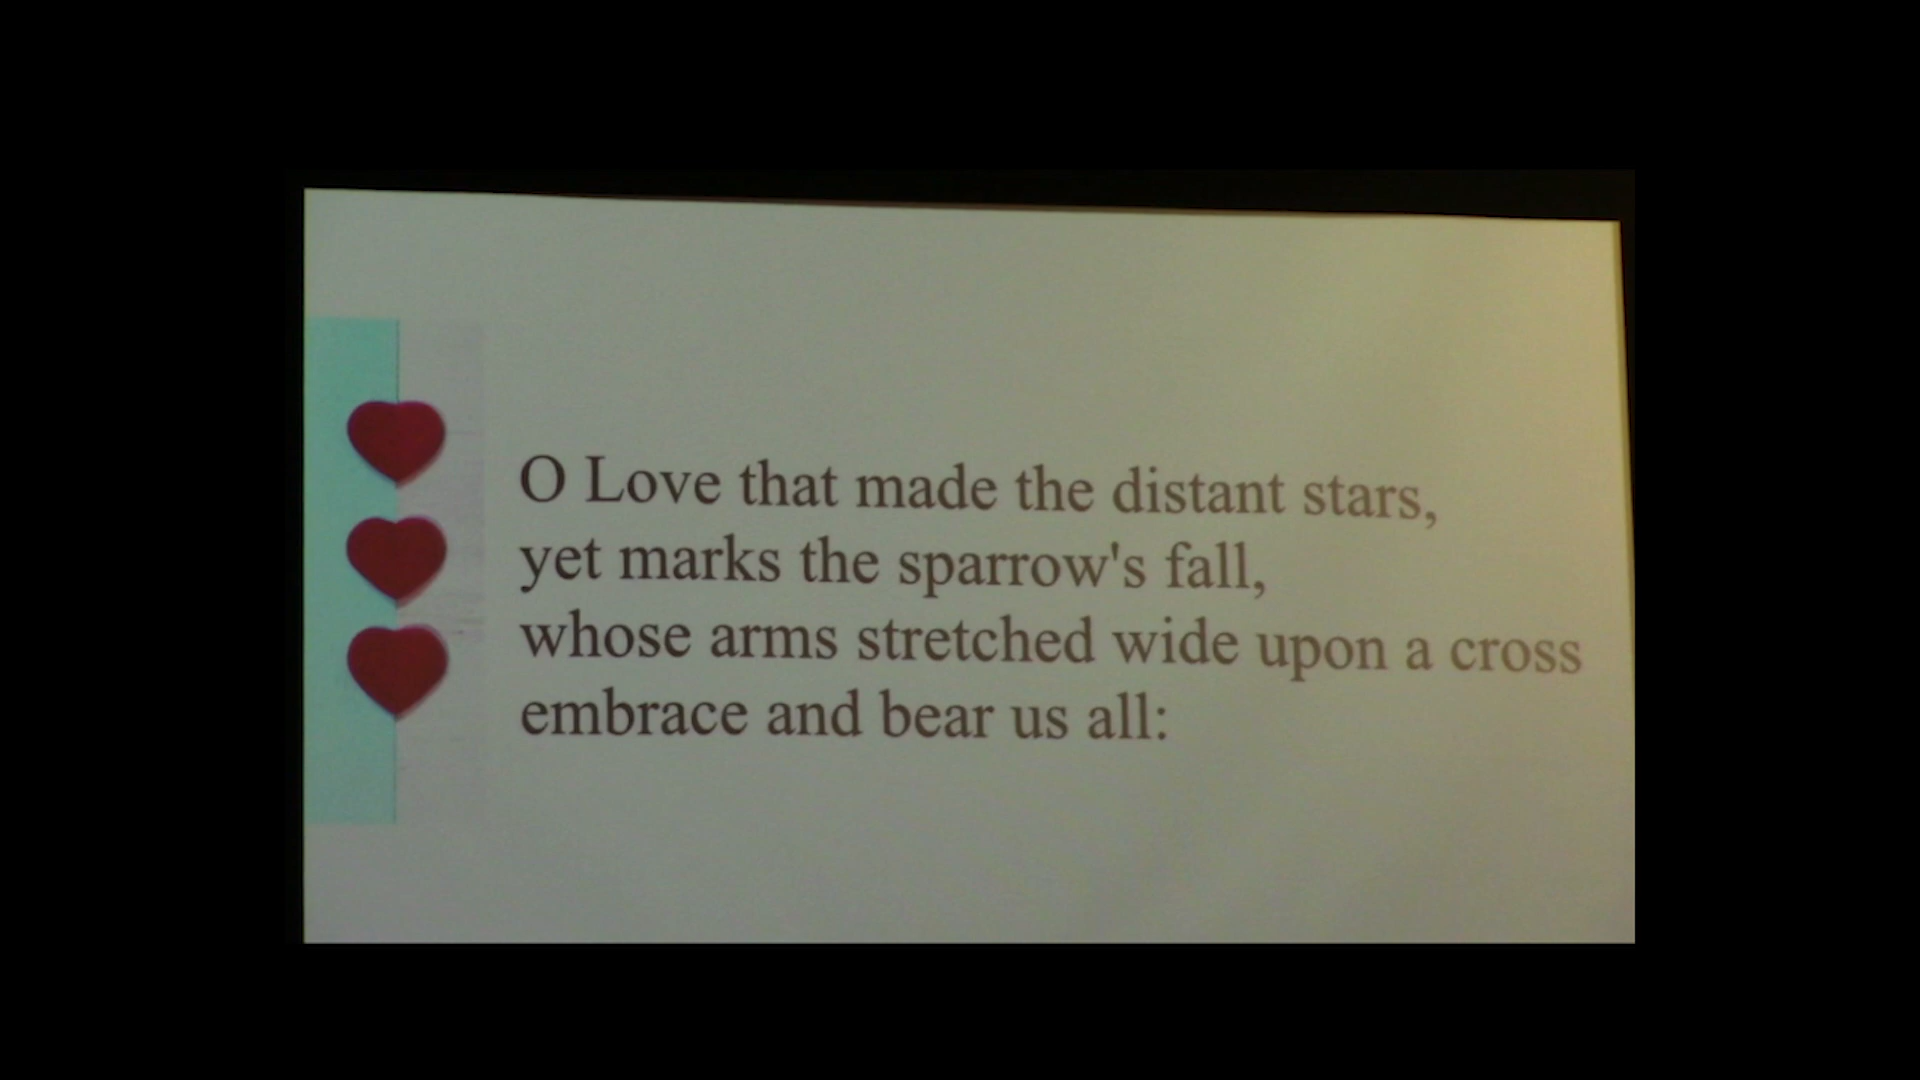 O Love that made the distant stars,
yet marks the sparrow's fall,
whose arms stretched wide upon a cross
embrace and bear us all: